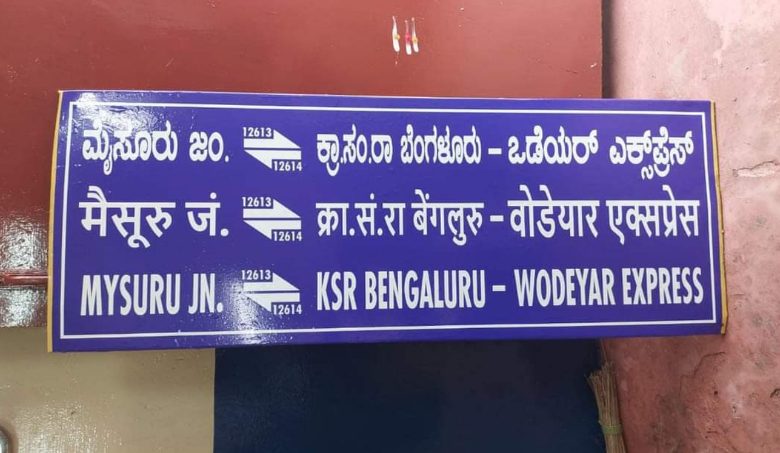 ಮೈಸೂರು ಜಂ. 12613 12614 ಕ್ರಾ.ಸಂ.ರಾ ಬೆಂಗಳೂರು – ಒಡೆಯರ್ ಎಕ್ಸ್‌ಪ್ರೆಸ್
मैसूरु जं. 12613 12614 क्रा.सं.रा बेंगलुरु – वोडेयार एक्सप्रेस
MYSURU JN. 12613 12614 KSR BENGALURU – WODEYAR EXPRESS